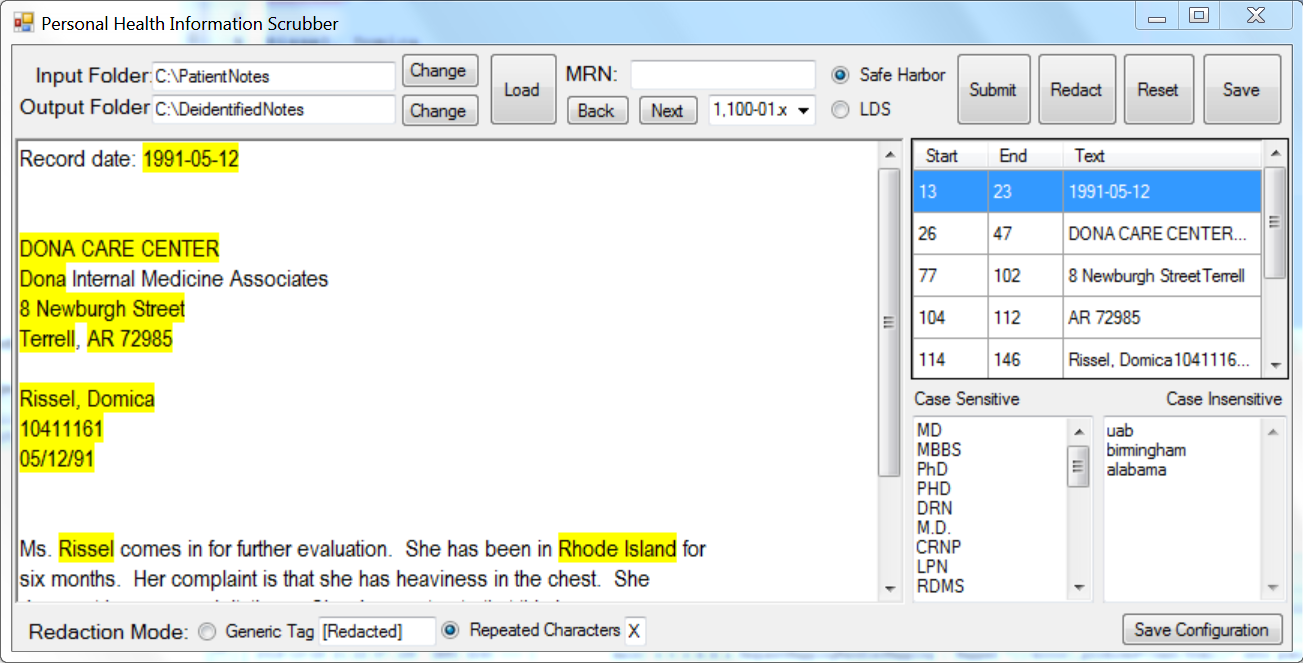 Personal Health Information Scrubber
Input Folder: C:\PatientNotes Change
Output Folder C:\DeidentifiedNotes Change
Load
MRN:
Back Next 1,100-01.x
Safe Harbor
LDS
Submit Redact Reset Save
Record date: 1991-05-12
DONA CARE CENTER
Dona Internal Medicine Associates
8 Newburgh Street
Terrell, AR 72985
Rissel, Domica
10411161
05/12/91
Ms. Rissel comes in for further evaluation. She has been in Rhode Island for
six months. Her complaint is that she has heaviness in the chest. She
Start End Text
13 23 1991-05-12
26 47 DONA CARE CENTER...
77 102 8 Newburgh StreetTerrell
104 112 AR 72985
114 146 Rissel, Domica1041116...
Case Sensitive
MD
MBBS
PhD
PHD
DRN
M.D.
CRNP
LPN
RDMS
Case Insensitive
uab
birmingham
alabama
Redaction Mode: Generic Tag [Redacted] Repeated Characters X
Save Configuration